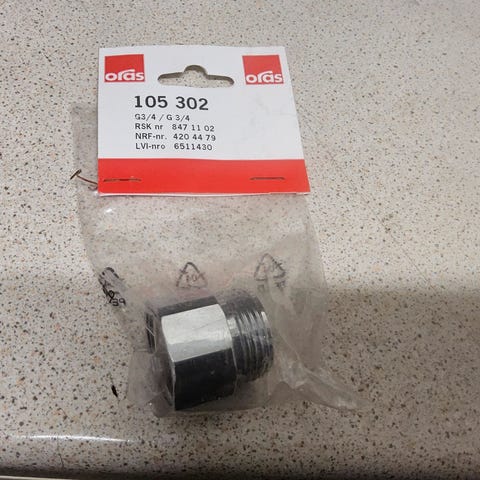 oras oras
105 302
G3/4 / G 3/4
RSK nr 847 11 02
NRF-nr. 420 44 79
LVI-nro 6511430